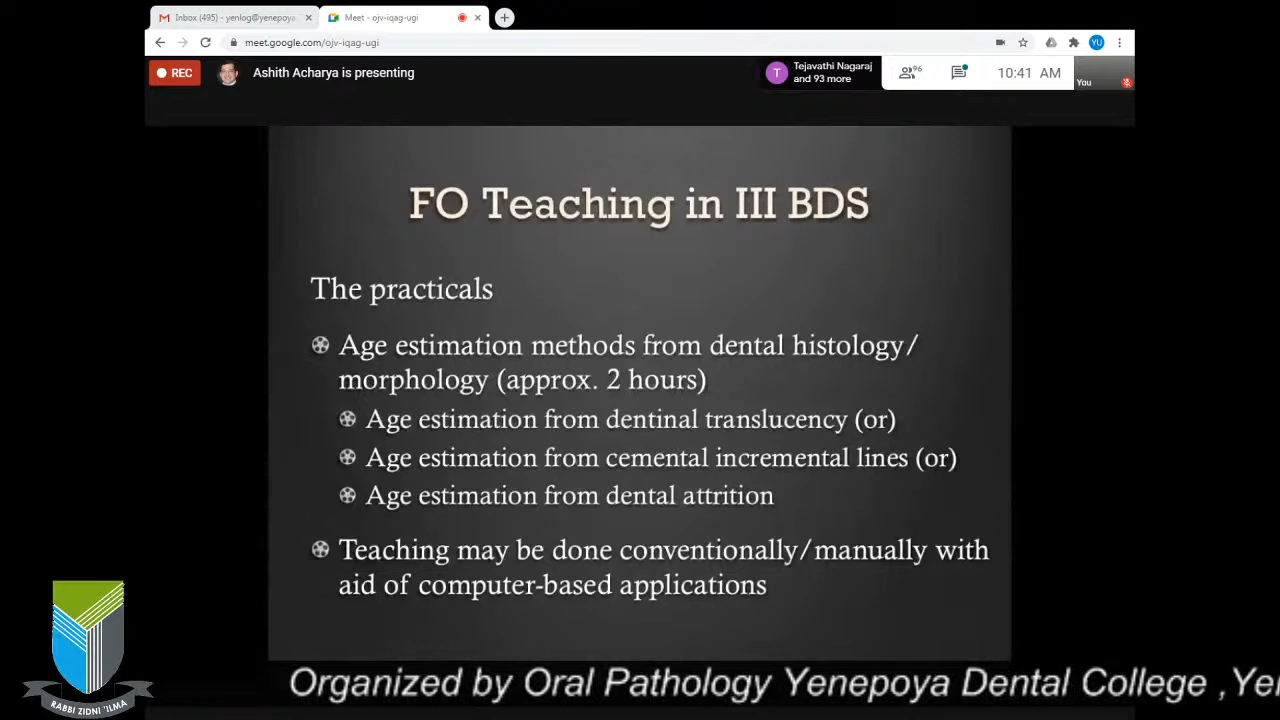 Inbox (495) - yenlog@yenepoya
Meet - ojv-iqag-ugi
meet.google.com/ojv-iqag-ugi
YU
REC
Ashith Acharya is presenting
T
Tejavathi Nagaraj
and 93 more
96
10:41 AM
You
FO Teaching in III BDS
The practicals
Age estimation methods from dental histology/
morphology (approx. 2 hours)
Age estimation from dentinal translucency (or)
Age estimation from cemental incremental lines (or)
Age estimation from dental attrition
Teaching may be done conventionally/manually with
aid of computer-based applications
RABBI ZIDNI 'ILMA
Organized by Oral Pathology Yenepoya Dental College ,Yen